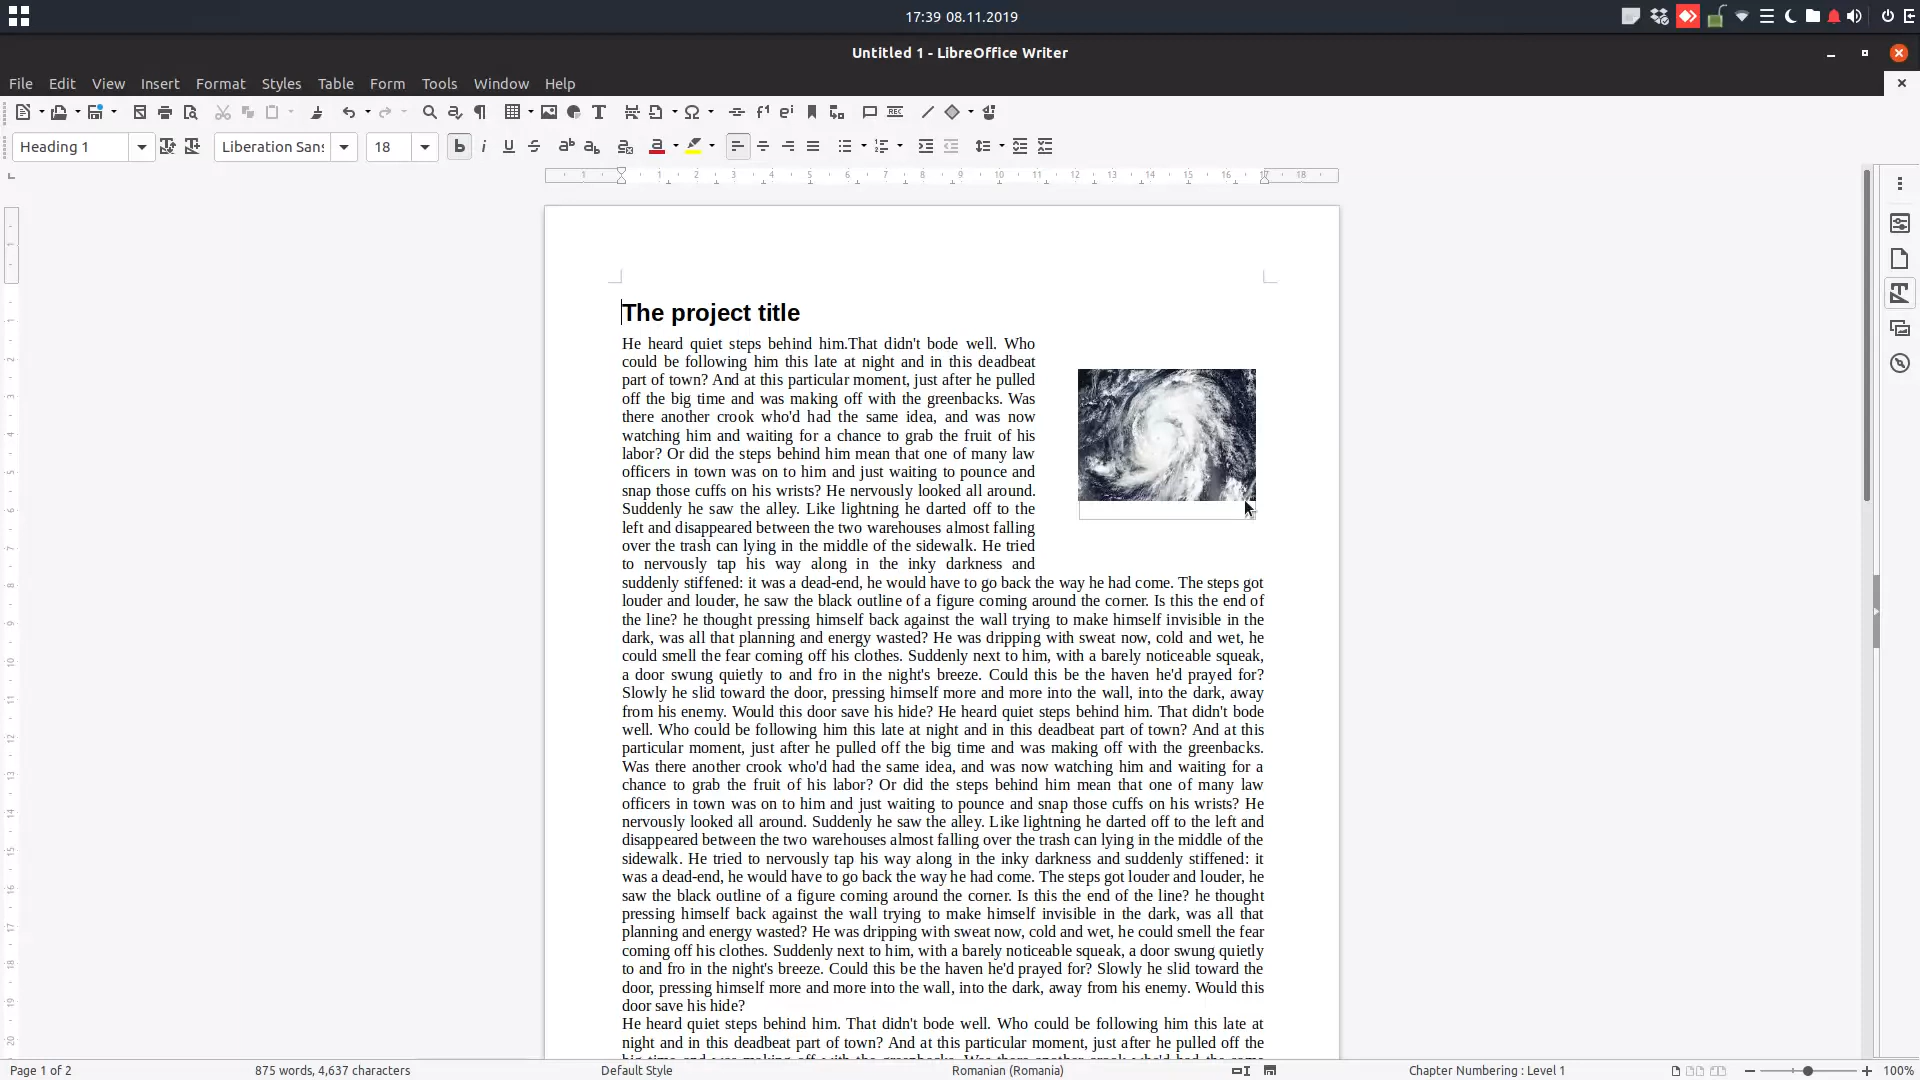 17:39 08.11.2019
Untitled 1 - LibreOffice Writer
File Edit View Insert Format Styles Table Form Tools Window Help
Heading 1
Liberation Sans
18
1 1 2 3 4 5 6 7 8 9 10 11 12 13 14 15 16 17 18
The project title
He heard quiet steps behind him.That didn't bode well. Who
could be following him this late at night and in this deadbeat
part of town? And at this particular moment, just after he pulled
off the big time and was making off with the greenbacks. Was
there another crook who'd had the same idea, and was now
watching him and waiting for a chance to grab the fruit of his
labor? Or did the steps behind him mean that one of many law
officers in town was on to him and just waiting to pounce and
snap those cuffs on his wrists? He nervously looked all around.
Suddenly he saw the alley. Like lightning he darted off to the
left and disappeared between the two warehouses almost falling
over the trash can lying in the middle of the sidewalk. He tried
to nervously tap his way along in the inky darkness and
suddenly stiffened: it was a dead-end, he would have to go back the way he had come. The steps got
louder and louder, he saw the black outline of a figure coming around the corner. Is this the end of
the line? he thought pressing himself back against the wall trying to make himself invisible in the
dark, was all that planning and energy wasted? He was dripping with sweat now, cold and wet, he
could smell the fear coming off his clothes. Suddenly next to him, with a barely noticeable squeak,
a door swung quietly to and fro in the night's breeze. Could this be the haven he'd prayed for?
Slowly he slid toward the door, pressing himself more and more into the wall, into the dark, away
from his enemy. Would this door save his hide? He heard quiet steps behind him. That didn't bode
well. Who could be following him this late at night and in this deadbeat part of town? And at this
particular moment, just after he pulled off the big time and was making off with the greenbacks.
Was there another crook who'd had the same idea, and was now watching him and waiting for a
chance to grab the fruit of his labor? Or did the steps behind him mean that one of many law
officers in town was on to him and just waiting to pounce and snap those cuffs on his wrists? He
nervously looked all around. Suddenly he saw the alley. Like lightning he darted off to the left and
disappeared between the two warehouses almost falling over the trash can lying in the middle of the
sidewalk. He tried to nervously tap his way along in the inky darkness and suddenly stiffened: it
was a dead-end, he would have to go back the way he had come. The steps got louder and louder, he
saw the black outline of a figure coming around the corner. Is this the end of the line? he thought
pressing himself back against the wall trying to make himself invisible in the dark, was all that
planning and energy wasted? He was dripping with sweat now, cold and wet, he could smell the fear
coming off his clothes. Suddenly next to him, with a barely noticeable squeak, a door swung quietly
to and fro in the night's breeze. Could this be the haven he'd prayed for? Slowly he slid toward the
door, pressing himself more and more into the wall, into the dark, away from his enemy. Would this
door save his hide?
He heard quiet steps behind him. That didn't bode well. Who could be following him this late at
night and in this deadbeat part of town? And at this particular moment, just after he pulled off the
Page 1 of 2
875 words, 4,637 characters
Default Style
Romanian (Romania)
Chapter Numbering : Level 1
100%